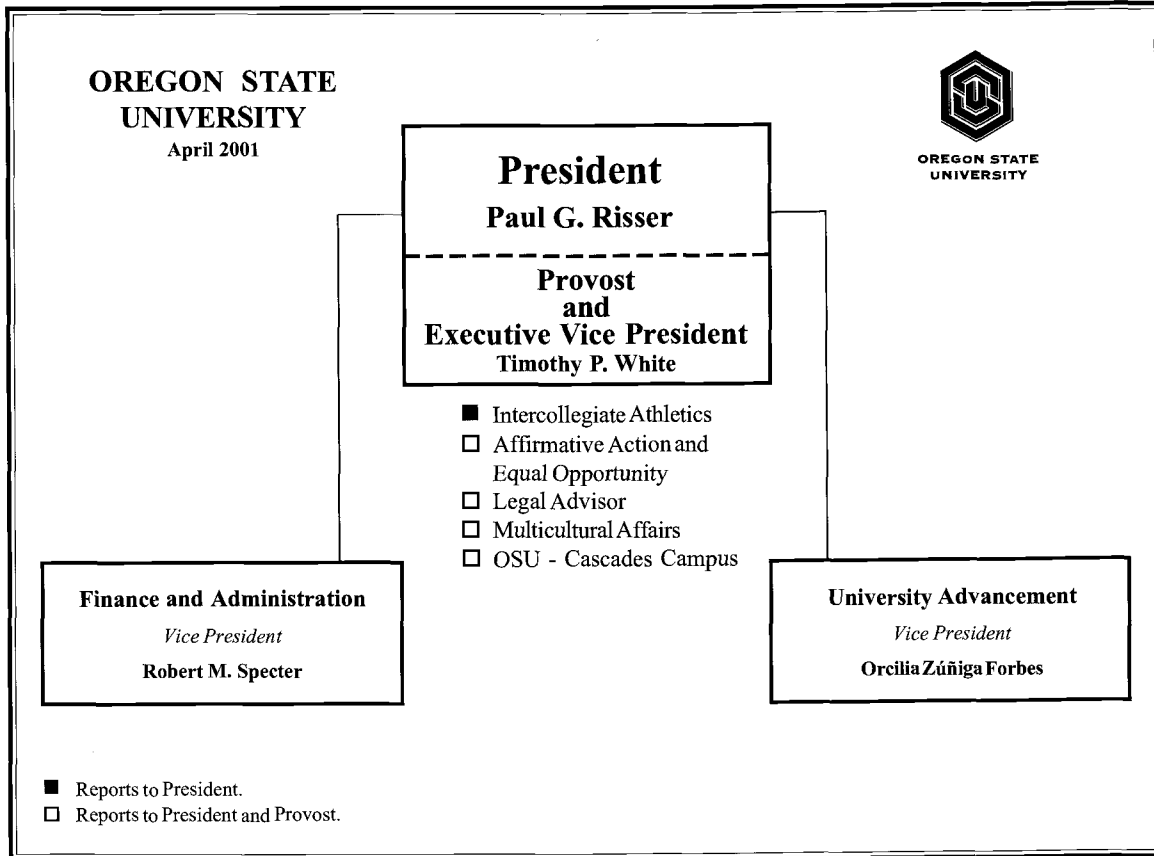 OREGON STATE
UNIVERSITY
April 2001
OREGON STATE
UNIVERSITY
President
Paul G. Risser
Provost
and
Executive Vice President
Timothy P. White
■ Intercollegiate Athletics
□ Affirmative Action and
Equal Opportunity
□ Legal Advisor
□ Multicultural Affairs
□ OSU - Cascades Campus
Finance and Administration
Vice President
Robert M. Specter
University Advancement
Vice President
Orcilia Zúñiga Forbes
■ Reports to President.
□ Reports to President and Provost.